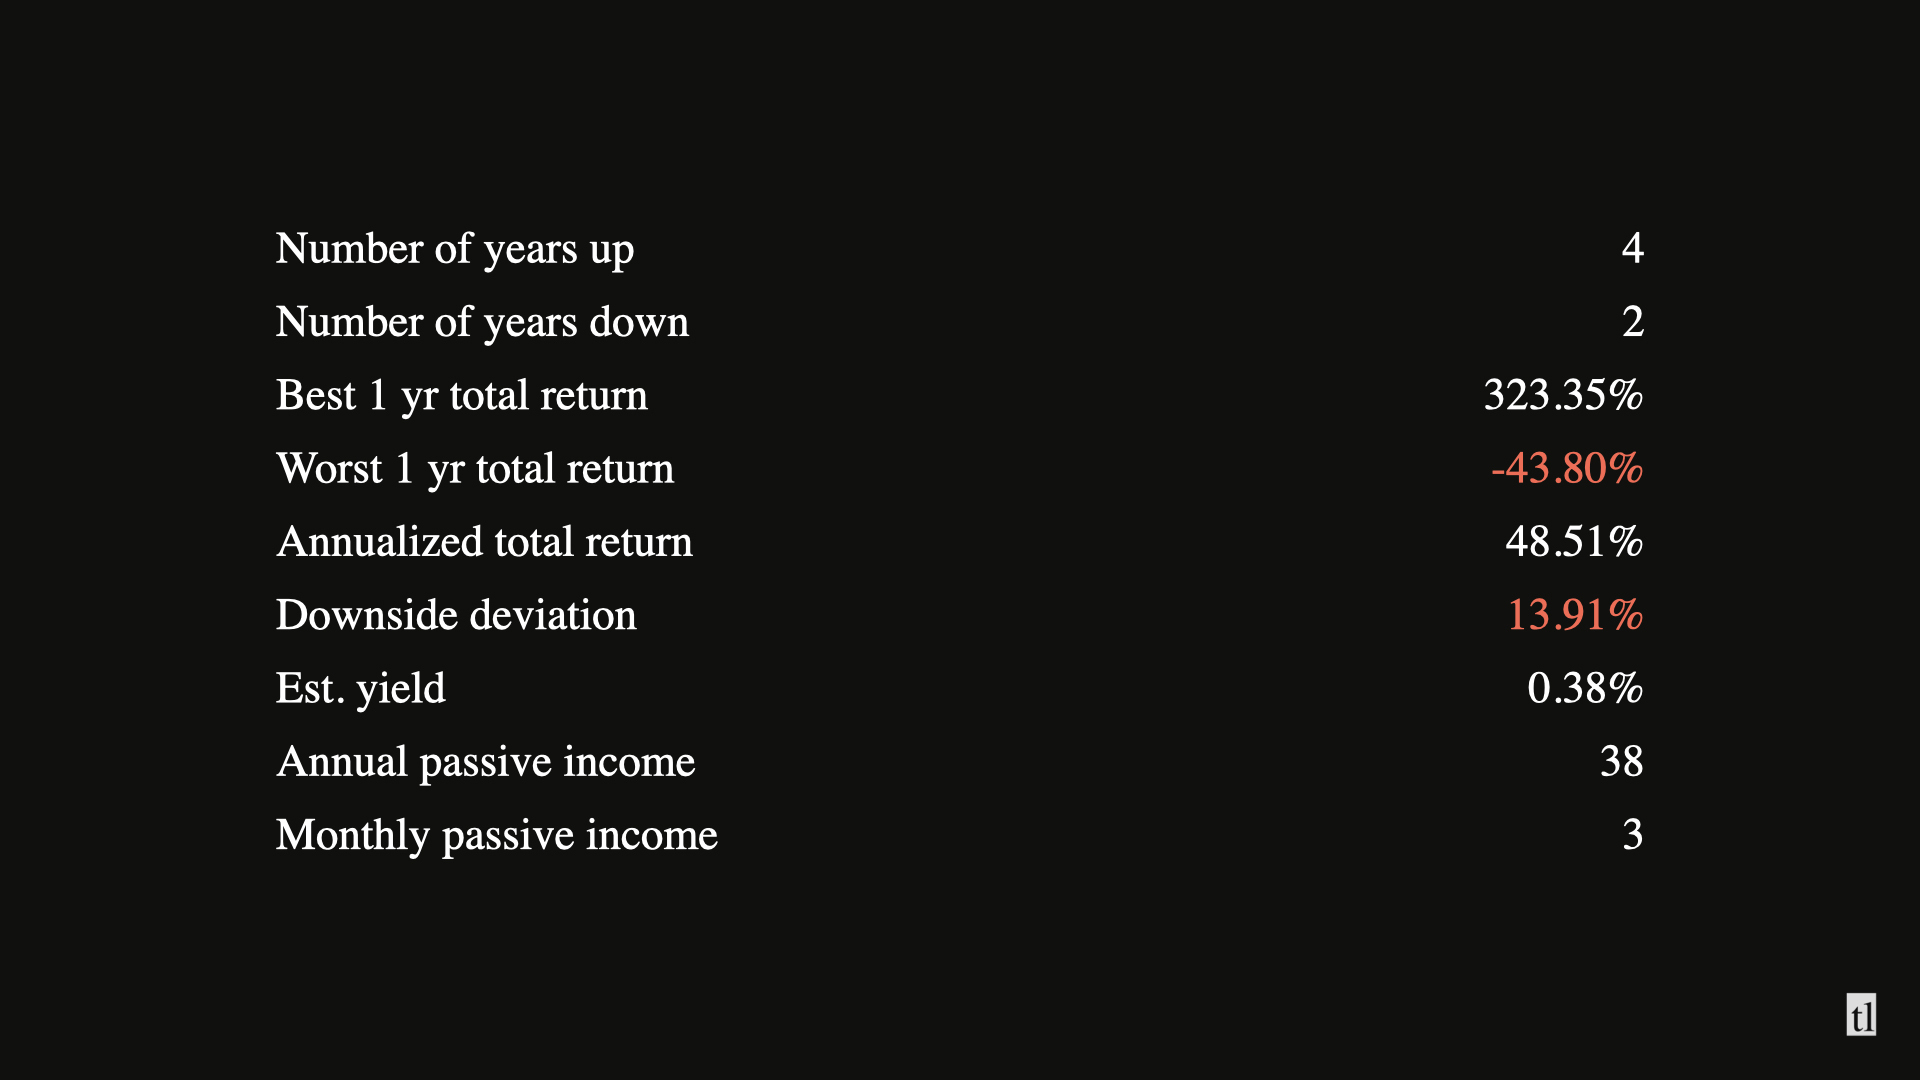 Number of years up 4
Number of years down 2
Best 1 yr total return 323.35%
Worst 1 yr total return -43.80%
Annualized total return 48.51%
Downside deviation 13.91%
Est. yield 0.38%
Annual passive income 38
Monthly passive income 3
tl